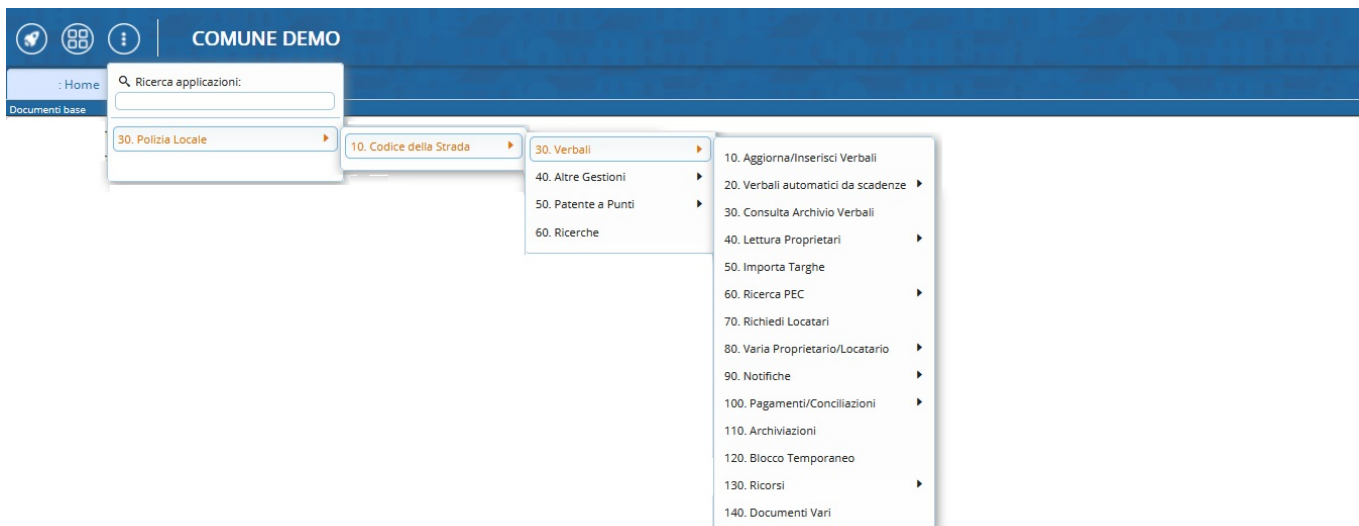 COMUNE DEMO
: Home
Ricerca applicazioni:
Documenti base
30. Polizia Locale
10. Codice della Strada
30. Verbali
40. Altre Gestioni
50. Patente a Punti
60. Ricerche
10. Aggiorna/Inserisci Verbali
20. Verbali automatici da scadenze
30. Consulta Archivio Verbali
40. Lettura Proprietari
50. Importa Targhe
60. Ricerca PEC
70. Richiedi Locatari
80. Varia Proprietario/Locatario
90. Notifiche
100. Pagamenti/Conciliazioni
110. Archiviazioni
120. Blocco Temporaneo
130. Ricorsi
140. Documenti Vari